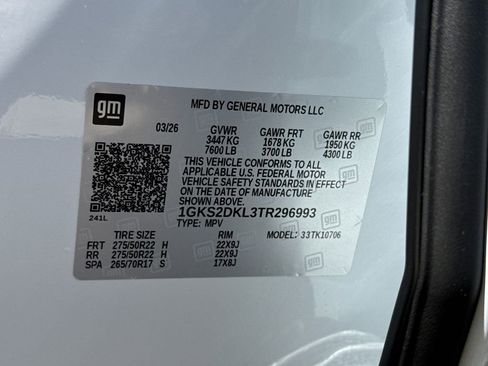 gm
MFD BY GENERAL MOTORS LLC
03/26 GVWR GAWR FRT GAWR RR
3447 KG 1678 KG 1950 KG
7600 LB 3700 LB 4300 LB
THIS VEHICLE CONFORMS TO ALL
APPLICABLE U.S. FEDERAL MOTOR
VEHICLE SAFETY STANDARDS IN EFFECT
ON THE DATE OF MANUFACTURE
SHOWN ABOVE.
241L 1GKS2DKL3TR296993
TYPE: MPV
TIRE SIZE RIM MODEL: 33TK10706
FRT 275/50R22 H 22X9J
RR 275/50R22 H 22X9J
SPA 265/70R17 S 17X8J